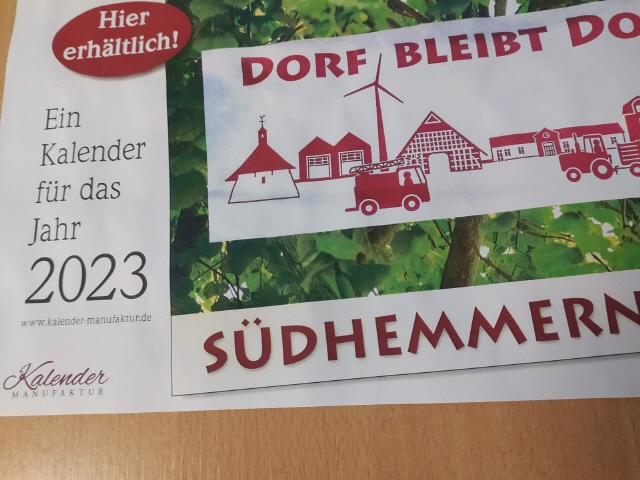 Hier
erhältlich!
Ein
Kalender
für das
Jahr
2023
www.kalender-manufaktur.de
Kalender
MANUFAKTUR
DORF BLEIBT DO
SÜDHEMMERN